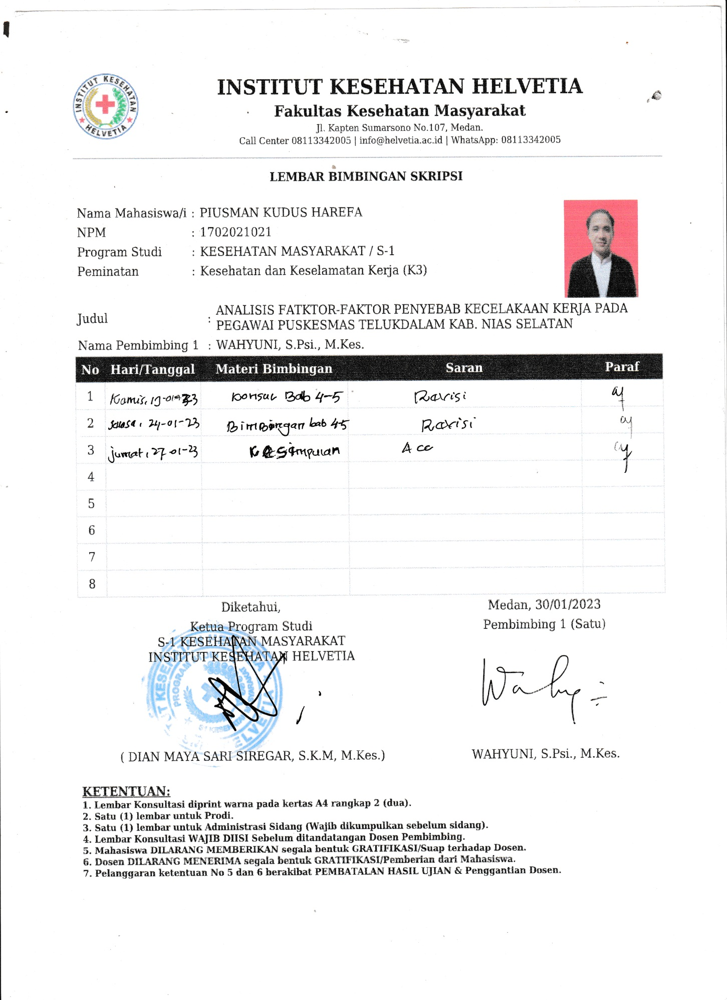 INSTITUT KESEHATAN HELVETIA
INSTITUT KESEHATAN HELVETIA
Fakultas Kesehatan Masyarakat
Jl. Kapten Sumarsono No.107, Medan.
Call Center 08113342005 | info@helvetia.ac.id | WhatsApp: 08113342005
LEMBAR BIMBINGAN SKRIPSI
Nama Mahasiswa/i : PIUSMAN KUDUS HAREFA
NPM : 1702021021
Program Studi : KESEHATAN MASYARAKAT / S-1
Peminatan : Kesehatan dan Keselamatan Kerja (K3)
Judul : ANALISIS FATKTOR-FAKTOR PENYEBAB KECELAKAAN KERJA PADA
PEGAWAI PUSKESMAS TELUKDALAM KAB. NIAS SELATAN
Nama Pembimbing 1 : WAHYUNI, S.Psi., M.Kes.
No Hari/Tanggal Materi Bimbingan Saran Paraf
1 Kamis, 19-01-23 Konsul Bab 4-5 Revisi
2 Selasa, 24-01-23 Bimbingan bab 45 Revisi
3 jumat, 27-01-23 Kesimpulan Acc
4
5
6
7
8
Diketahui,
Ketua Program Studi
S-1 KESEHATAN MASYARAKAT
INSTITUT KESEHATAN HELVETIA
( DIAN MAYA SARI SIREGAR, S.K.M, M.Kes.)
Medan, 30/01/2023
Pembimbing 1 (Satu)
WAHYUNI, S.Psi., M.Kes.
KETENTUAN:
1. Lembar Konsultasi diprint warna pada kertas A4 rangkap 2 (dua).
2. Satu (1) lembar untuk Prodi.
3. Satu (1) lembar untuk Administrasi Sidang (Wajib dikumpulkan sebelum sidang).
4. Lembar Konsultasi WAJIB DIISI Sebelum ditandatangan Dosen Pembimbing.
5. Mahasiswa DILARANG MEMBERIKAN segala bentuk GRATIFIKASI/Suap terhadap Dosen.
6. Dosen DILARANG MENERIMA segala bentuk GRATIFIKASI/Pemberian dari Mahasiswa.
7. Pelanggaran ketentuan No 5 dan 6 berakibat PEMBATALAN HASIL UJIAN & Penggantian Dosen.